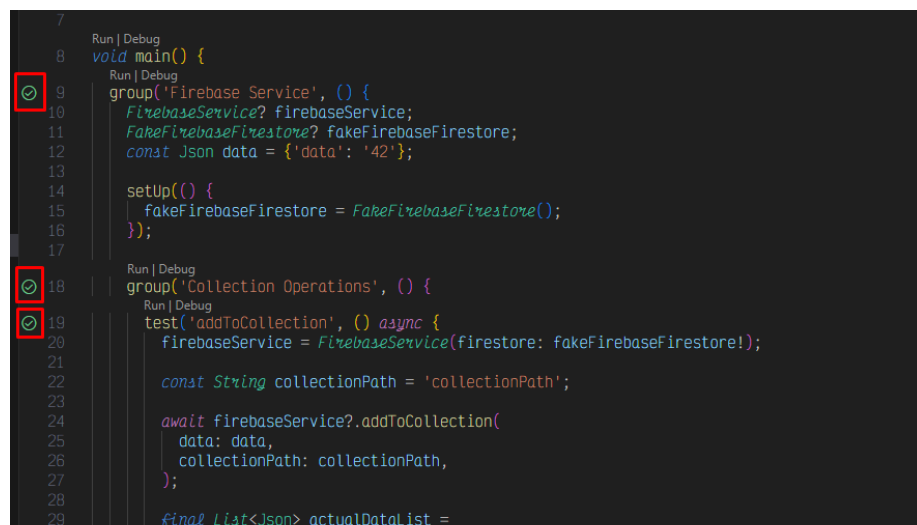 7
Run | Debug
8 void main() {
Run | Debug
9 group('Firebase Service', () {
10 FirebaseService? firebaseService;
11 FakeFirebaseFirestore? fakeFirebaseFirestore;
12 const Json data = {'data': '42'};
13
14 setUp(() {
15 fakeFirebaseFirestore = FakeFirebaseFirestore();
16 });
17
Run | Debug
18 group('Collection Operations', () {
Run | Debug
19 test('addToCollection', () async {
20 firebaseService = FirebaseService(firestore: fakeFirebaseFirestore!);
21
22 const String collectionPath = 'collectionPath';
23
24 await firebaseService?.addToCollection(
25 data: data,
26 collectionPath: collectionPath,
27 );
28
29 final List<Json> actualDataList =